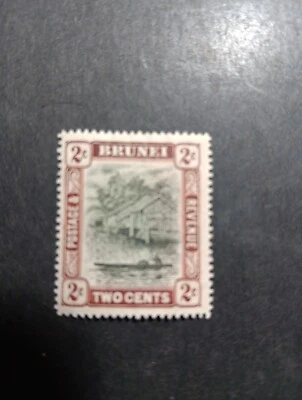 2c BRUNEI 2c
POSTAGE & REVENUE
2c TWO CENTS 2c